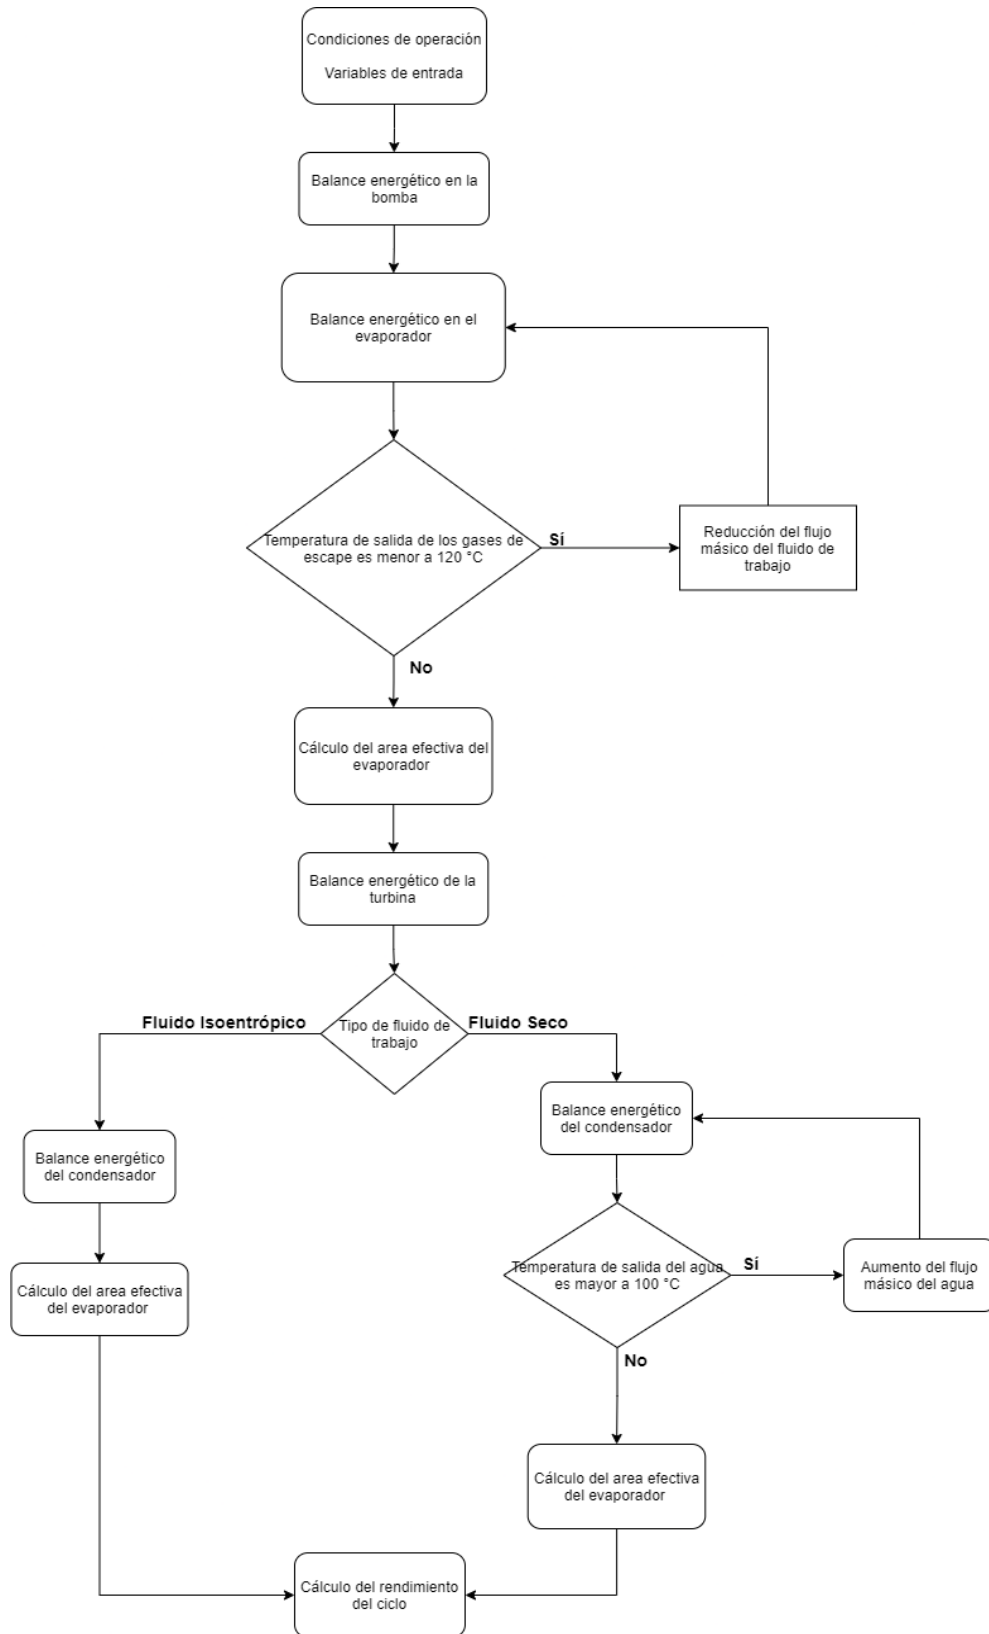 Condiciones de operación
Variables de entrada
Balance energético en la
bomba
Balance energético en el
evaporador
Temperatura de salida de los gases de
escape es menor a 120 °C
Sí
Reducción del flujo
másico del fluido de
trabajo
No
Cálculo del area efectiva del
evaporador
Balance energético de la
turbina
Tipo de fluido de
trabajo
Fluido Isoentrópico
Fluido Seco
Balance energético
del condensador
Cálculo del area efectiva
del evaporador
Balance energético
del condensador
Temperatura de salida del agua
es mayor a 100 °C
Sí
Aumento del flujo
másico del agua
No
Cálculo del area efectiva
del evaporador
Cálculo del rendimiento
del ciclo